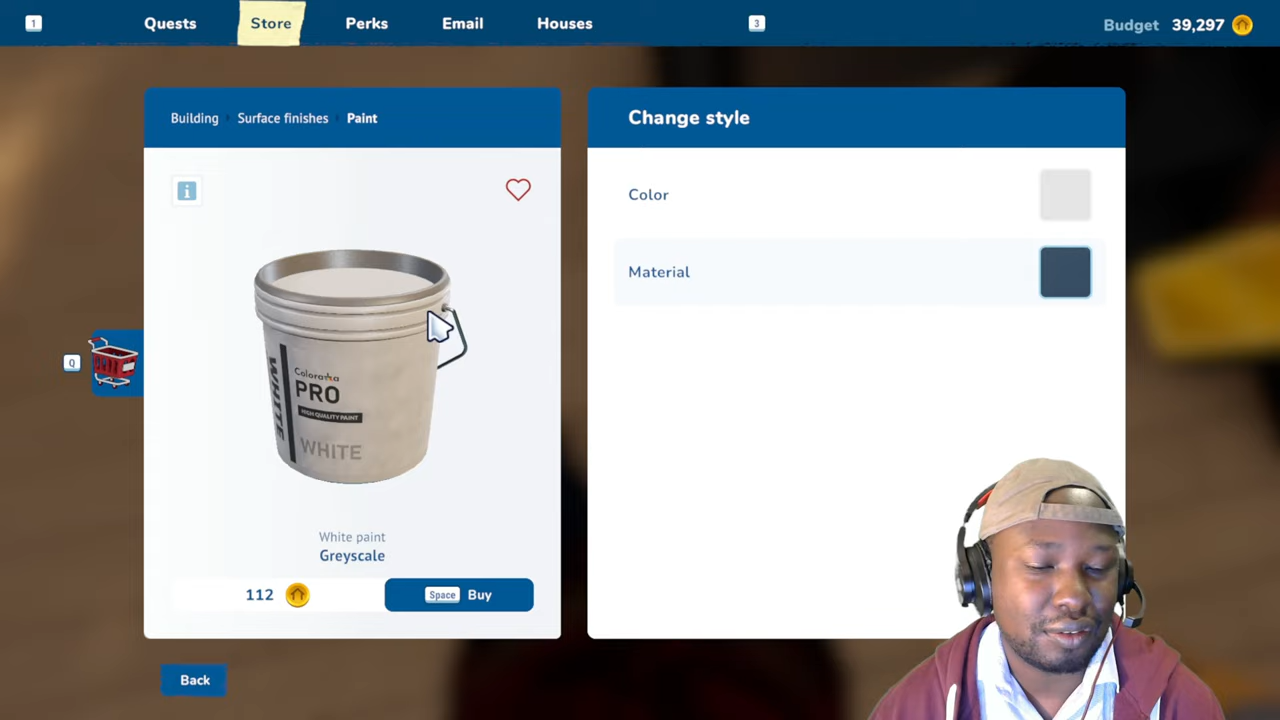 1
Quests
Store
Perks
Email
Houses
3
Budget 39,297
Building
Surface finishes
Paint
Change style
i
Color
Material
Q
WHITE
PRO
HIGH QUALITY PAINT
WHITE
White paint
Greyscale
112
Space Buy
Back